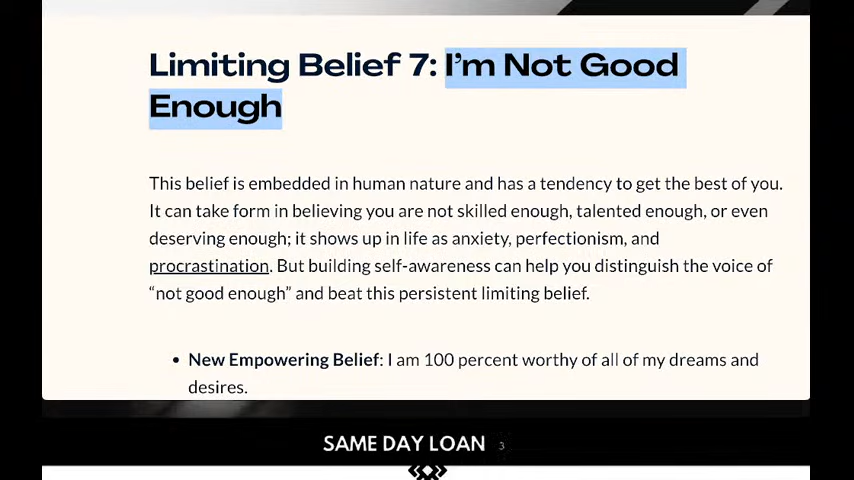 Limiting Belief 7: I’m Not Good
Enough
This belief is embedded in human nature and has a tendency to get the best of you.
It can take form in believing you are not skilled enough, talented enough, or even
deserving enough; it shows up in life as anxiety, perfectionism, and
procrastination. But building self-awareness can help you distinguish the voice of
“not good enough” and beat this persistent limiting belief.
• New Empowering Belief: I am 100 percent worthy of all of my dreams and
desires.
SAME DAY LOAN 3